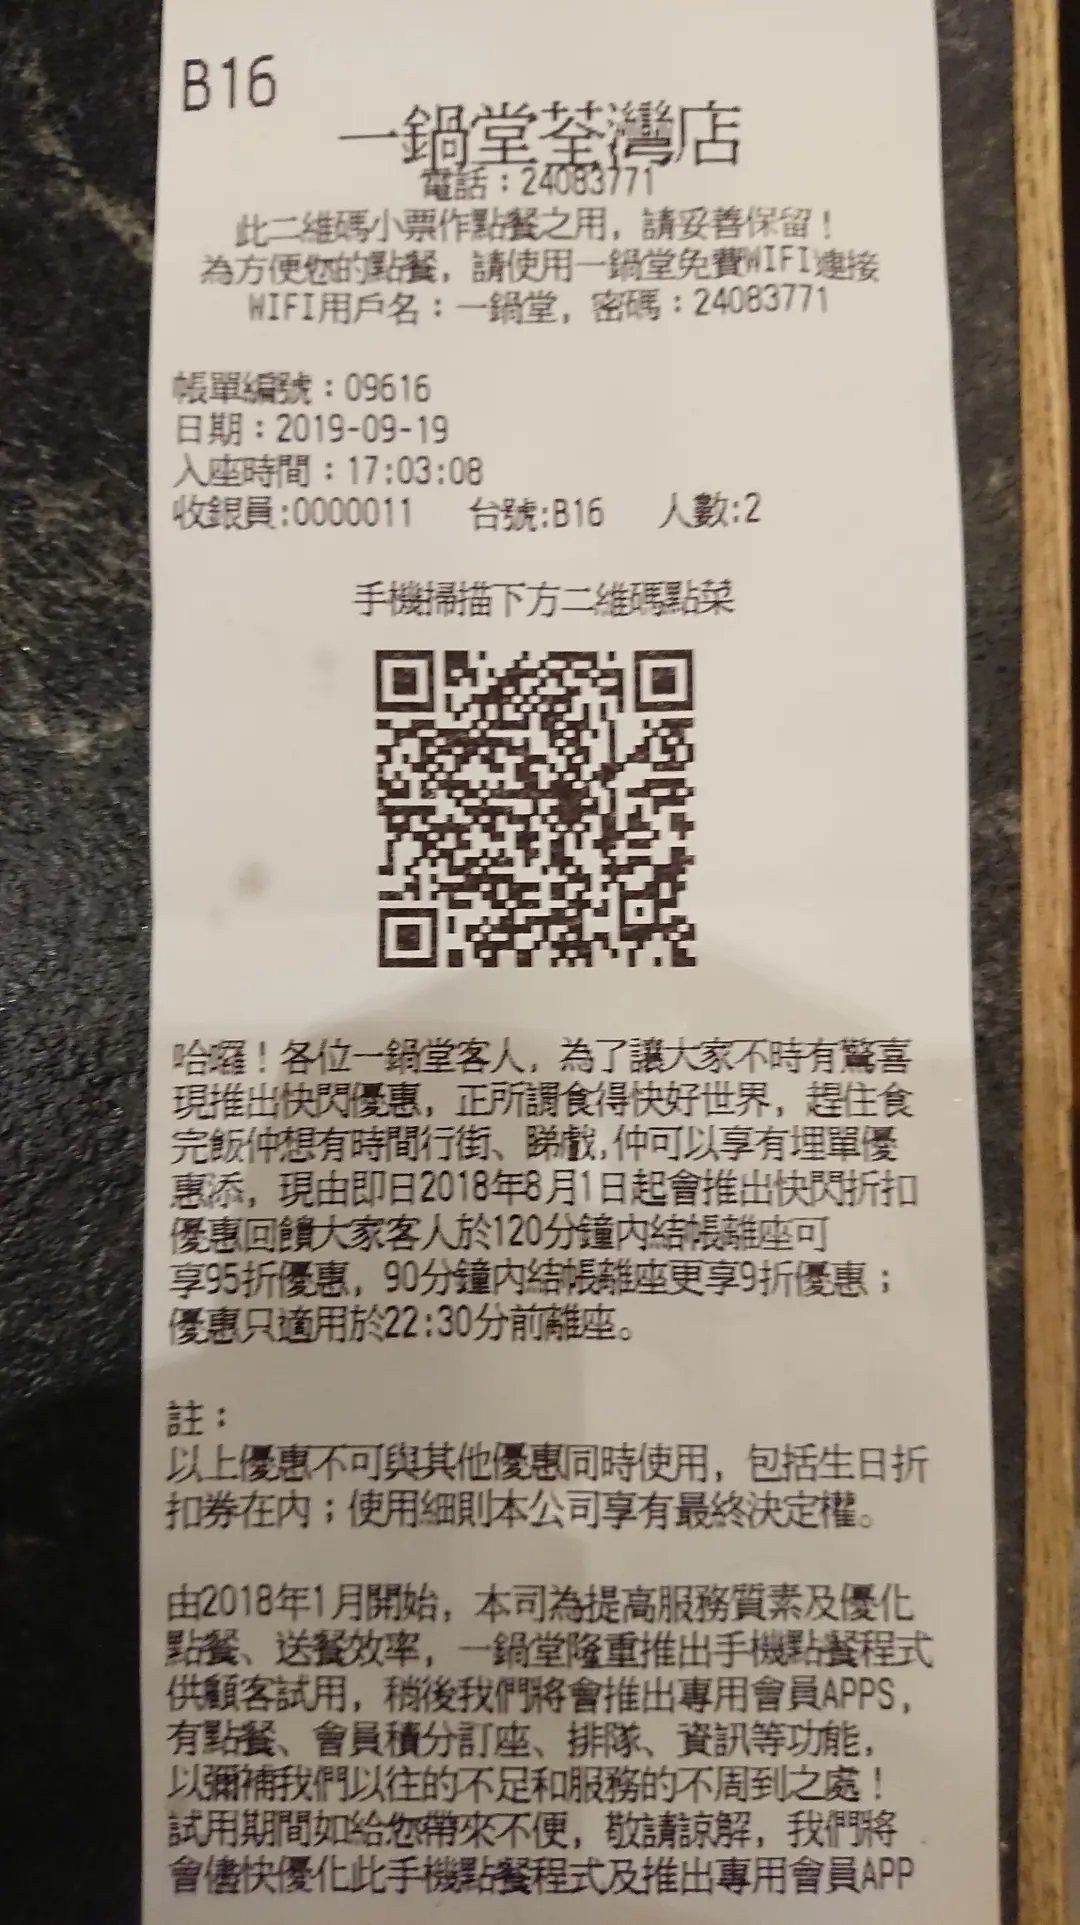 B16
一鍋堂荃灣店
電話：24083771
此二維碼小票作點餐之用，請妥善保留！
為方便您的點餐，請使用一鍋堂免費WIFI連接
WIFI用戶名：一鍋堂，密碼：24083771
帳單編號：09616
日期：2019-09-19
入座時間：17:03:08
收銀員:0000011 台號:B16 人數:2
手機掃描下方二維碼點菜
哈囉！各位一鍋堂客人，為了讓大家不時有驚喜
現推出快閃優惠，正所謂食得快好世界，趕住食
完飯仲想有時間行街、睇戲,仲可以享有埋單優
惠添，現由即日2018年8月1日起會推出快閃折扣
優惠回饋大家客人於120分鐘內結帳離座可
享95折優惠，90分鐘內結帳離座更享9折優惠；
優惠只適用於22:30分前離座。
註：
以上優惠不可與其他優惠同時使用，包括生日折
扣券在內；使用細則本公司享有最終決定權。
由2018年1月開始，本司為提高服務質素及優化
點餐、送餐效率，一鍋堂隆重推出手機點餐程式
供顧客試用，稍後我們將會推出專用會員APPS，
有點餐、會員積分訂座、排隊、資訊等功能，
以彌補我們以往的不足和服務的不周到之處！
試用期間如給您帶來不便，敬請諒解，我們將
會儘快優化此手機點餐程式及推出專用會員APP